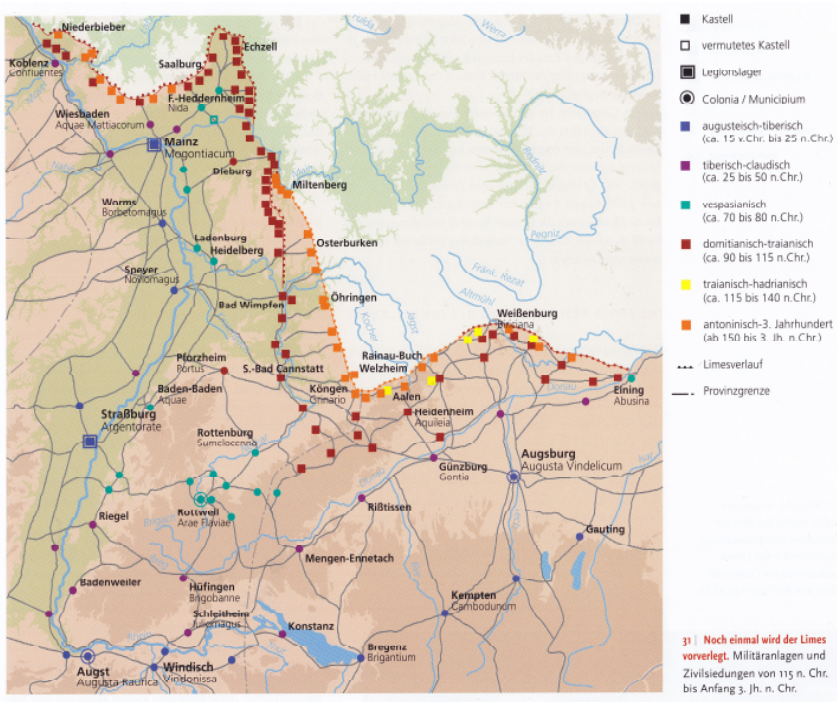 Niederbieber
Koblenz
Confluentes
Saalburg
Echzell
F.-Heddernheim
Nida
Wiesbaden
Aquae Mattiacorum
Mainz
Mogontiacum
Dieburg
Miltenberg
Worms
Borbetomagus
Ladenburg
Heidelberg
Osterburken
Speyer
Noviomagus
Bad Wimpfen
Öhringen
Pforzheim
Portus
S.-Bad Cannstatt
Rainau-Buch
Welzheim
Weißenburg
Biriciana
Baden-Baden
Aquae
Köngen
Grinario
Aalen
Heidenheim
Aquileia
Eining
Abusina
Straßburg
Argentorate
Rottenburg
Sumelocenna
Günzburg
Gontia
Augsburg
Augusta Vindelicum
Rottweil
Arae Flaviae
Rißtissen
Riegel
Mengen-Ennetach
Gauting
Badenweiler
Hüfingen
Brigobanne
Schleitheim
Juliomagus
Konstanz
Kempten
Cambodunum
Augst
Augusta Raurica
Windisch
Vindonissa
Bregenz
Brigantium
Fulda
Werra
Rednitz
Pegnitz
Fränk. Rezat
Altmühl
Kocher
Jagst
Donau
Kastell
vermutetes Kastell
Legionslager
Colonia / Municipium
augusteisch-tiberisch
(ca. 15 v.Chr. bis 25 n.Chr.)
tiberisch-claudisch
(ca. 25 bis 50 n.Chr.)
vespasianisch
(ca. 70 bis 80 n.Chr.)
domitianisch-traianisch
(ca. 90 bis 115 n.Chr.)
traianisch-hadrianisch
(ca. 115 bis 140 n.Chr.)
antoninisch-3. Jahrhundert
(ab 150 bis 3. Jh. n.Chr.)
Limesverlauf
Provinzgrenze
31 | Noch einmal wird der Limes
vorverlegt. Militäranlagen und
Zivilsiedungen von 115 n. Chr.
bis Anfang 3. Jh. n. Chr.